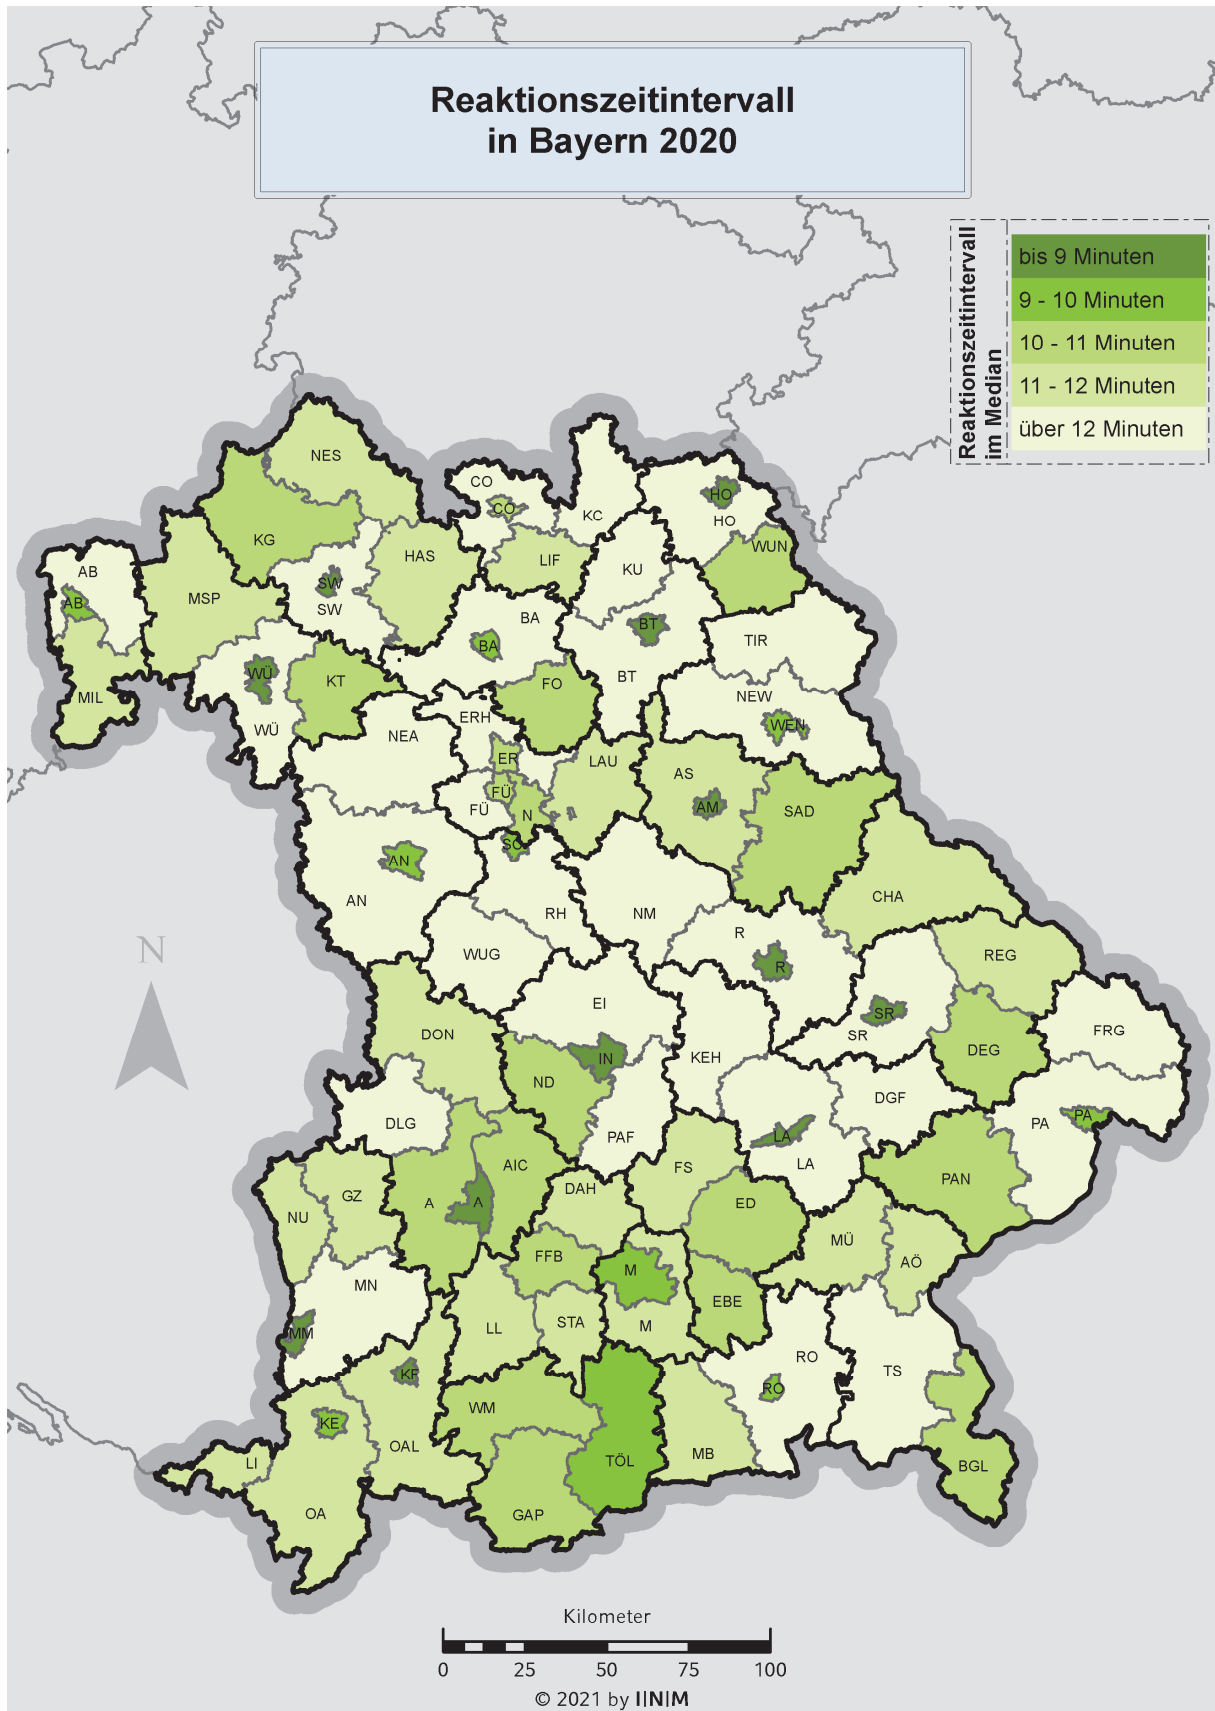 Reaktionszeitintervall
in Bayern 2020
Reaktionszeitintervall
im Median
bis 9 Minuten
9 - 10 Minuten
10 - 11 Minuten
11 - 12 Minuten
über 12 Minuten
NES
CO
CO
KC
HO
HO
KG
HAS
LIF
KU
WUN
AB
AB
SW
SW
MSP
BA
BA
BT
BT
TIR
MIL
WÜ
WÜ
KT
FO
NEW
WEN
NEA
ERH
ER
LAU
AS
AM
SAD
FÜ
FÜ
N
SC
AN
AN
CHA
RH
NM
R
R
WUG
REG
EI
SR
SR
FRG
DON
IN
KEH
DEG
ND
DGF
DLG
PAF
LA
LA
PA
PA
AIC
FS
PAN
GZ
A
A
DAH
ED
NU
MÜ
AÖ
FFB
M
MN
EBE
MM
LL
STA
M
RO
RO
TS
KF
KE
WM
OAL
MB
TÖL
LI
BGL
OA
GAP
N
Kilometer
0 25 50 75 100
© 2021 by I|N|M